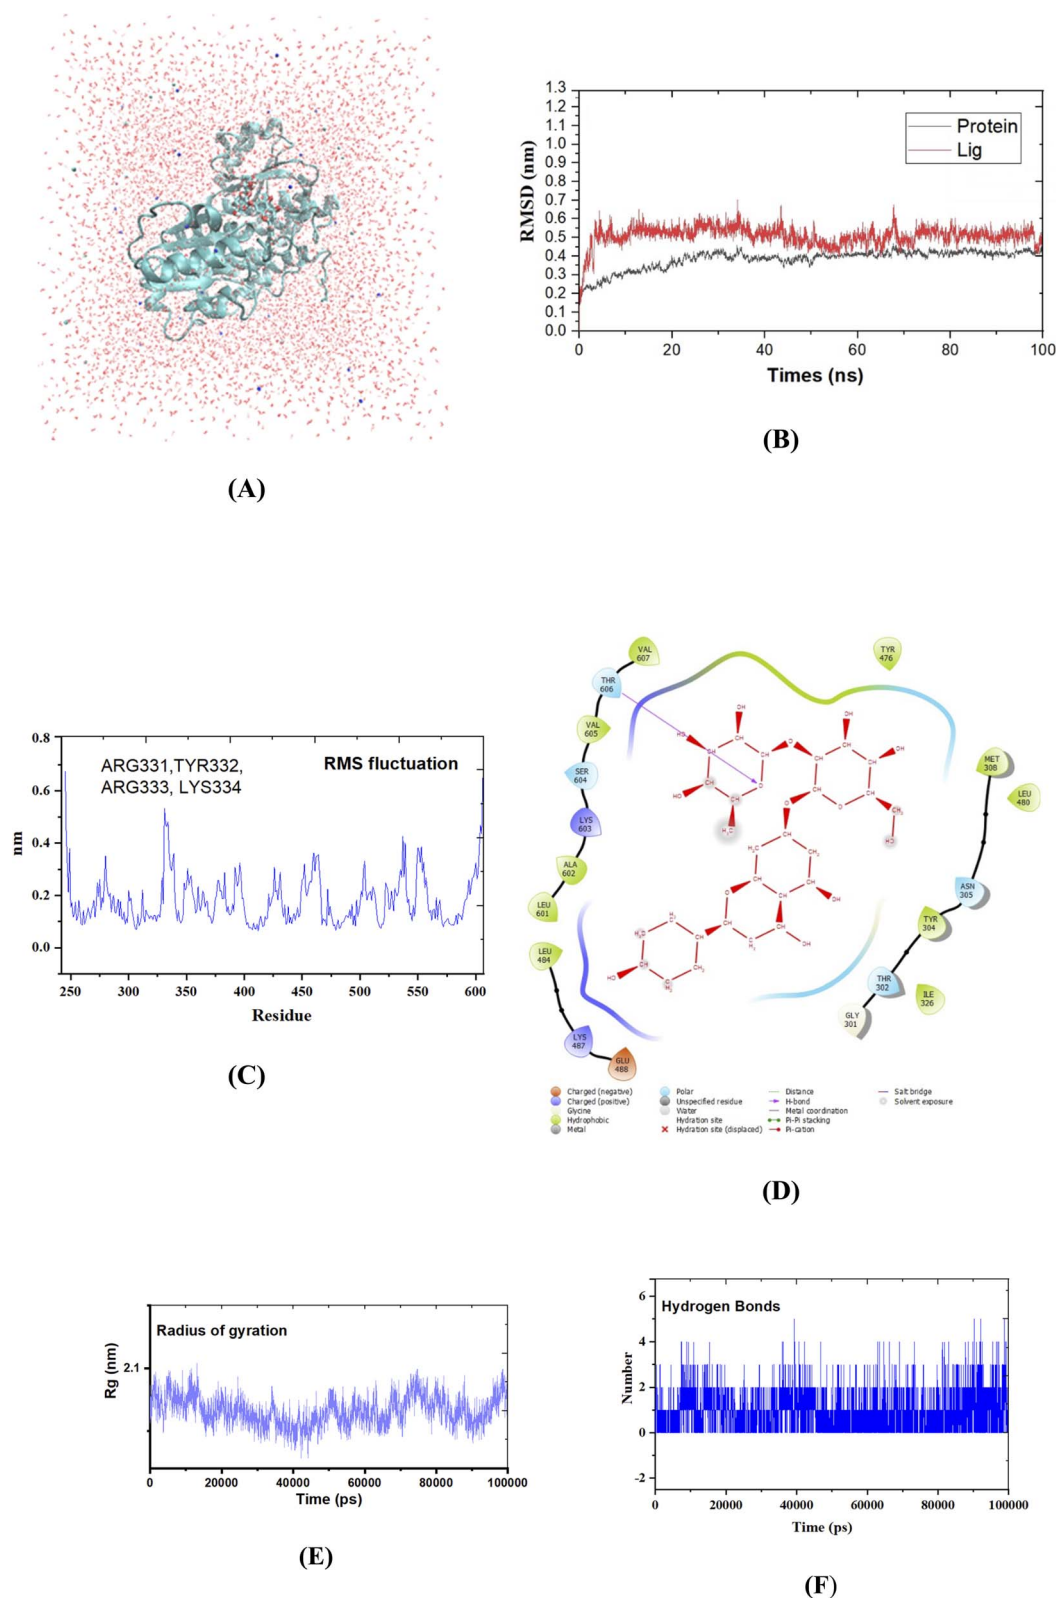 (A)
1.3
1.2
1.1
1.0
0.9
0.8
0.7
0.6
0.5
0.4
0.3
0.2
0.1
0.0
RMSD (nm)
Protein
Lig
0 20 40 60 80 100
Times (ns)
(B)
0.8
0.6
0.4
0.2
0.0
nm
ARG331,TYR332,
ARG333, LYS334
RMS fluctuation
250 300 350 400 450 500 550 600
Residue
(C)
VAL
607
THR
606
VAL
605
SER
604
LYS
603
ALA
602
LEU
601
LEU
484
LYS
487
GLU
488
TYR
476
MET
308
LEU
480
ASN
305
TYR
304
THR
302
ILE
326
GLY
301
Charged (negative)
Charged (positive)
Glycine
Hydrophobic
Metal
Polar
Unspecified residue
Water
Hydration site
Hydration site (displaced)
Distance
H-bond
Metal coordination
Pi-Pi stacking
Pi-cation
Salt bridge
Solvent exposure
(D)
Radius of gyration
2.1
Rg (nm)
0 20000 40000 60000 80000 100000
Time (ps)
(E)
Hydrogen Bonds
6
4
2
0
-2
Number
0 20000 40000 60000 80000 100000
Time (ps)
(F)